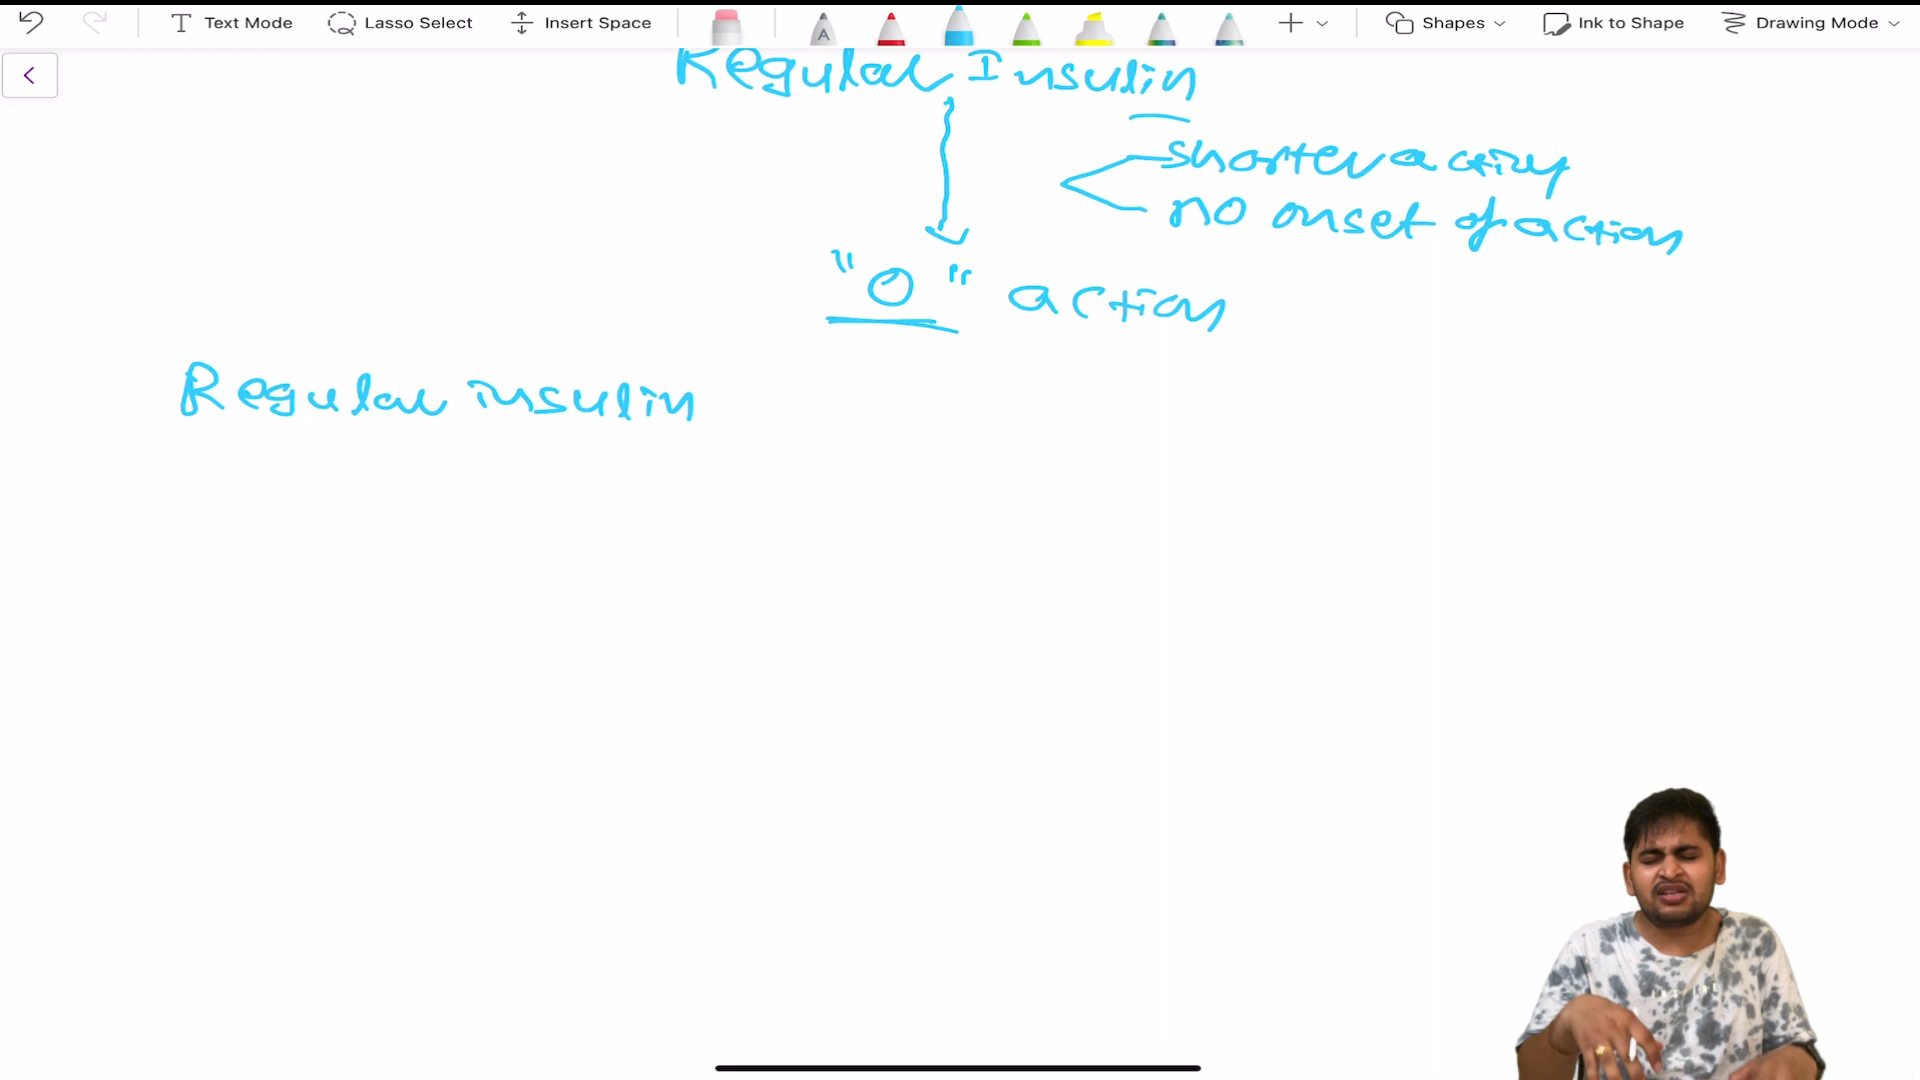 Text Mode Lasso Select Insert Space A Shapes Ink to Shape Drawing Mode
Regular Insulin
shorter acting
no onset of action
"O" action
Regular insulin